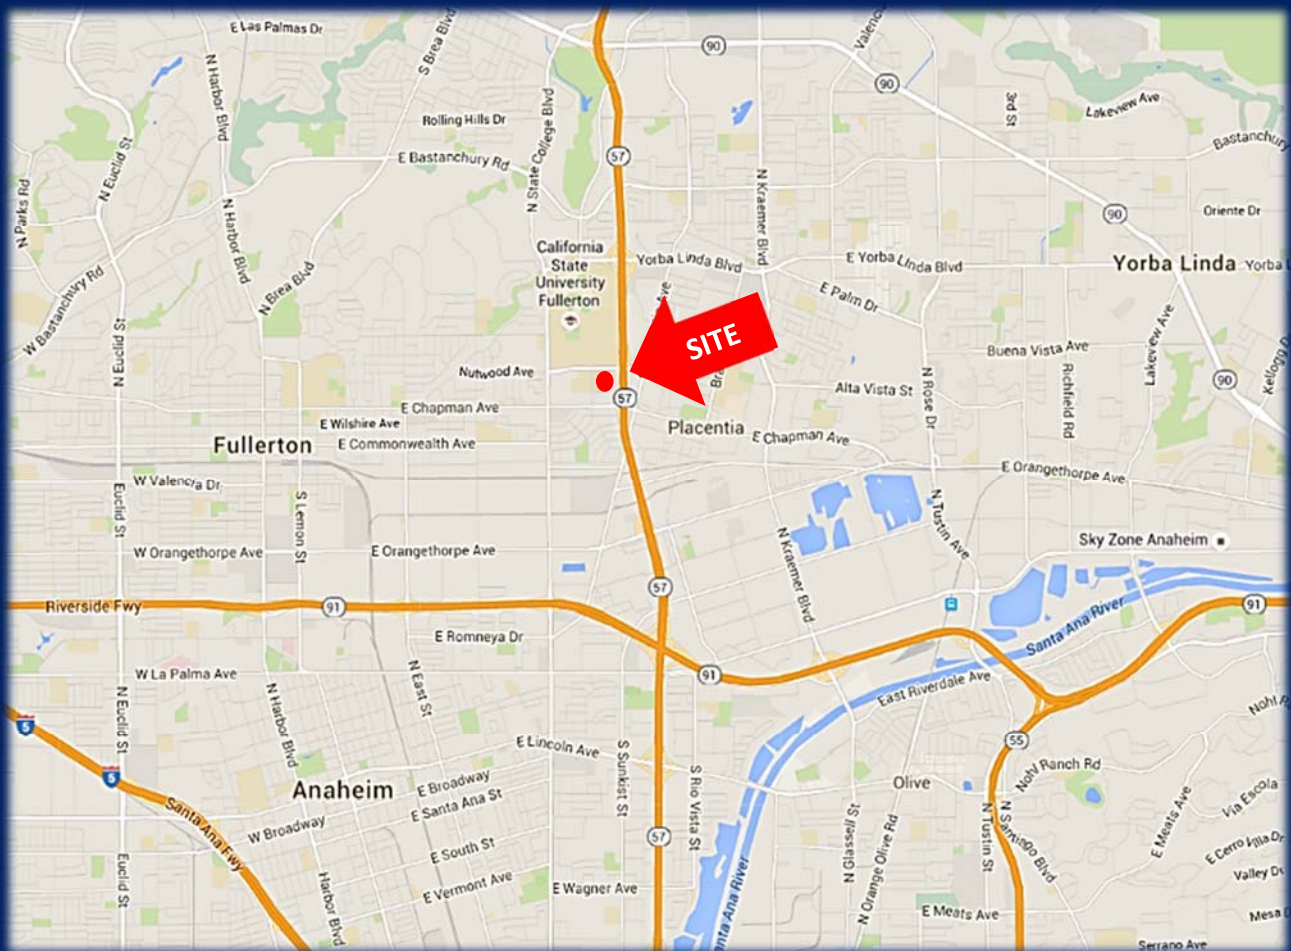 E Las Palmas Dr
S Brea Blvd
90
Valenc
N Harbor Blvd
90
N State College Blvd
3rd St
Lakeview Ave
Rolling Hills Dr
N Euclid St
57
Bastanchury
E Bastanchury Rd
N Parks Rd
N Harbor Blvd
N Kraemer Blvd
90
Oriente Dr
California
State
University
Fullerton
Yorba Linda Blvd
E Yorba Linda Blvd
Yorba Linda
Yorba L
W Bastanchury Rd
N Brea Blvd
E Palm Dr
Ave
SITE
N Euclid St
Buena Vista Ave
Lakeview Ave
Nutwood Ave
Bra
Alta Vista St
N Rose Dr
Richfield Rd
90
Kellogg D
57
E Chapman Ave
E Wilshire Ave
Placentia
E Chapman Ave
Fullerton
E Commonwealth Ave
E Orangethorpe Ave
W Valencia Dr
Euclid St
S Lemon St
N Tustin Ave
W Orangethorpe Ave
E Orangethorpe Ave
N Kraemer Blvd
Sky Zone Anaheim
57
Riverside Fwy
91
91
Santa Ana River
E Romneya Dr
W La Palma Ave
N East St
91
East Riverdale Ave
N Euclid St
N Harbor Blvd
Nohl R
5
55
E Lincoln Ave
S Sunkist St
S Rio Vista St
Nohl Ranch Rd
5
Anaheim
E Broadway
Olive
E Santa Ana St
Santa Ana Fwy
W Broadway
57
N Glassell St
N Orange Olive Rd
N Tustin St
N Santiago Blvd
E Meats Ave
Via Escola
E Cerro Villa Dr
E South St
Valley Dr
Euclid St
Harbor Blvd
E Vermont Ave
E Wagner Ave
anta Ana River
E Meats Ave
Mesa D
Serrano Ave